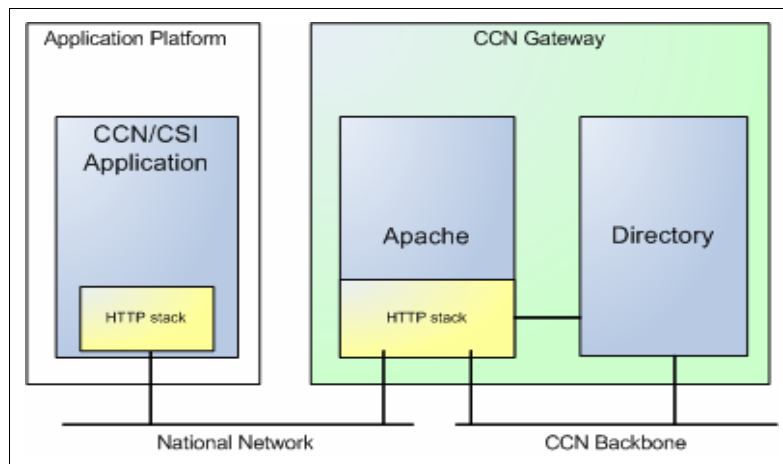 Application Platform
CCN Gateway
CCN/CSI
Application
Apache
Directory
HTTP stack
HTTP stack
National Network
CCN Backbone